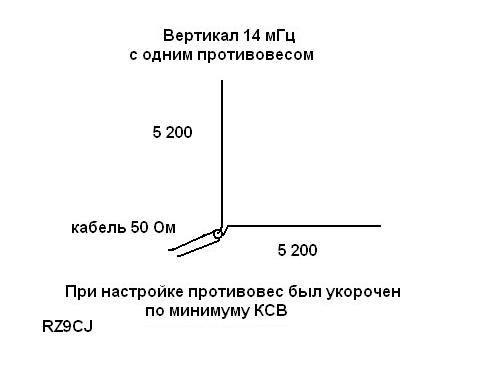 Вертикал 14 мГц
с одним противовесом
5 200
кабель 50 Ом
5 200
При настройке противовес был укорочен
по минимуму КСВ
RZ9CJ